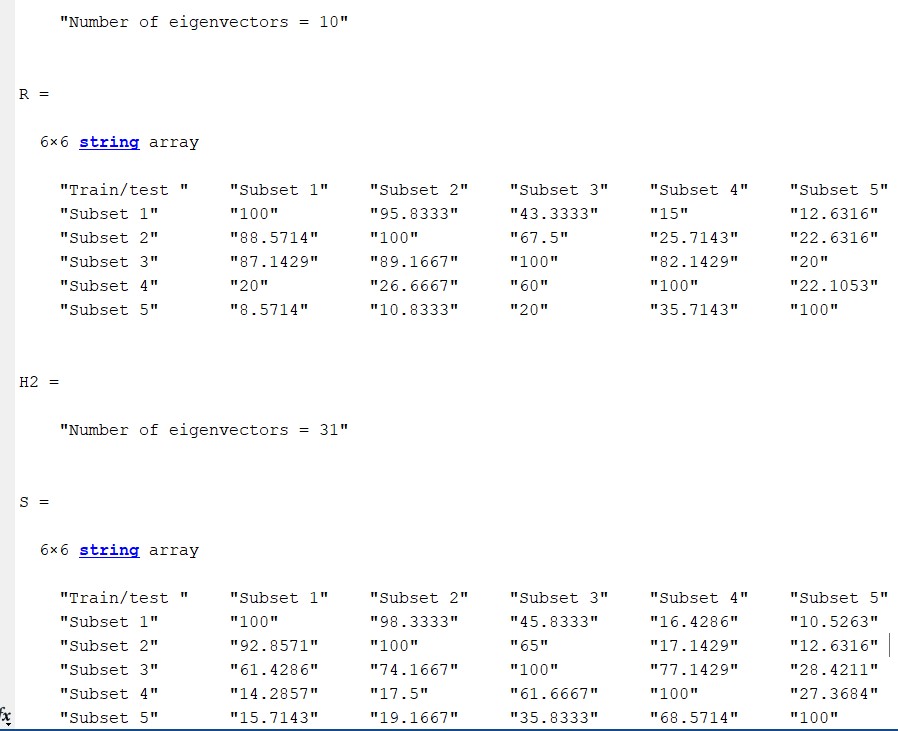 "Number of eigenvectors = 10"
R =
6×6 string array
"Train/test " "Subset 1" "Subset 2" "Subset 3" "Subset 4" "Subset 5"
"Subset 1" "100" "95.8333" "43.3333" "15" "12.6316"
"Subset 2" "88.5714" "100" "67.5" "25.7143" "22.6316"
"Subset 3" "87.1429" "89.1667" "100" "82.1429" "20"
"Subset 4" "20" "26.6667" "60" "100" "22.1053"
"Subset 5" "8.5714" "10.8333" "20" "35.7143" "100"
H2 =
"Number of eigenvectors = 31"
S =
6×6 string array
"Train/test " "Subset 1" "Subset 2" "Subset 3" "Subset 4" "Subset 5"
"Subset 1" "100" "98.3333" "45.8333" "16.4286" "10.5263"
"Subset 2" "92.8571" "100" "65" "17.1429" "12.6316"
"Subset 3" "61.4286" "74.1667" "100" "77.1429" "28.4211"
"Subset 4" "14.2857" "17.5" "61.6667" "100" "27.3684"
fx "Subset 5" "15.7143" "19.1667" "35.8333" "68.5714" "100"